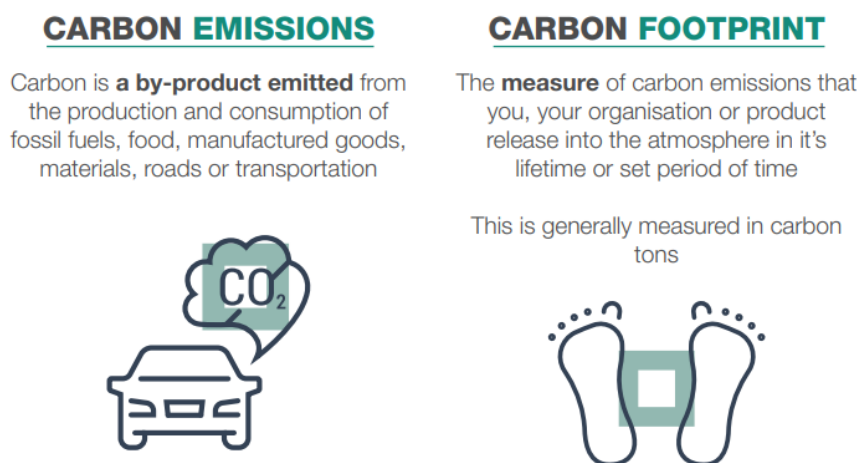 CARBON EMISSIONS
Carbon is a by-product emitted from
the production and consumption of
fossil fuels, food, manufactured goods,
materials, roads or transportation
CO2
CARBON FOOTPRINT
The measure of carbon emissions that
you, your organisation or product
release into the atmosphere in it's
lifetime or set period of time
This is generally measured in carbon
tons